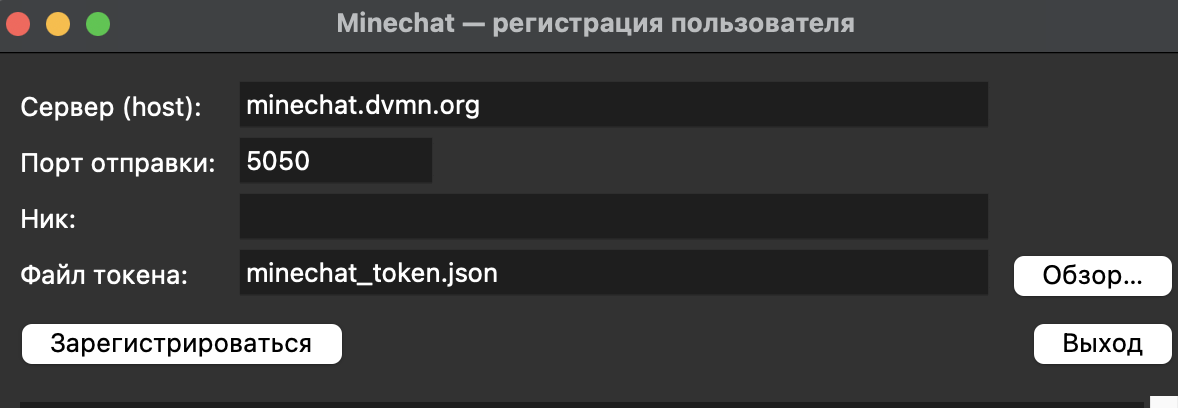 Minechat — регистрация пользователя
Сервер (host): minechat.dvmn.org
Порт отправки: 5050
Ник:
Файл токена: minechat_token.json Обзор...
Зарегистрироваться Выход